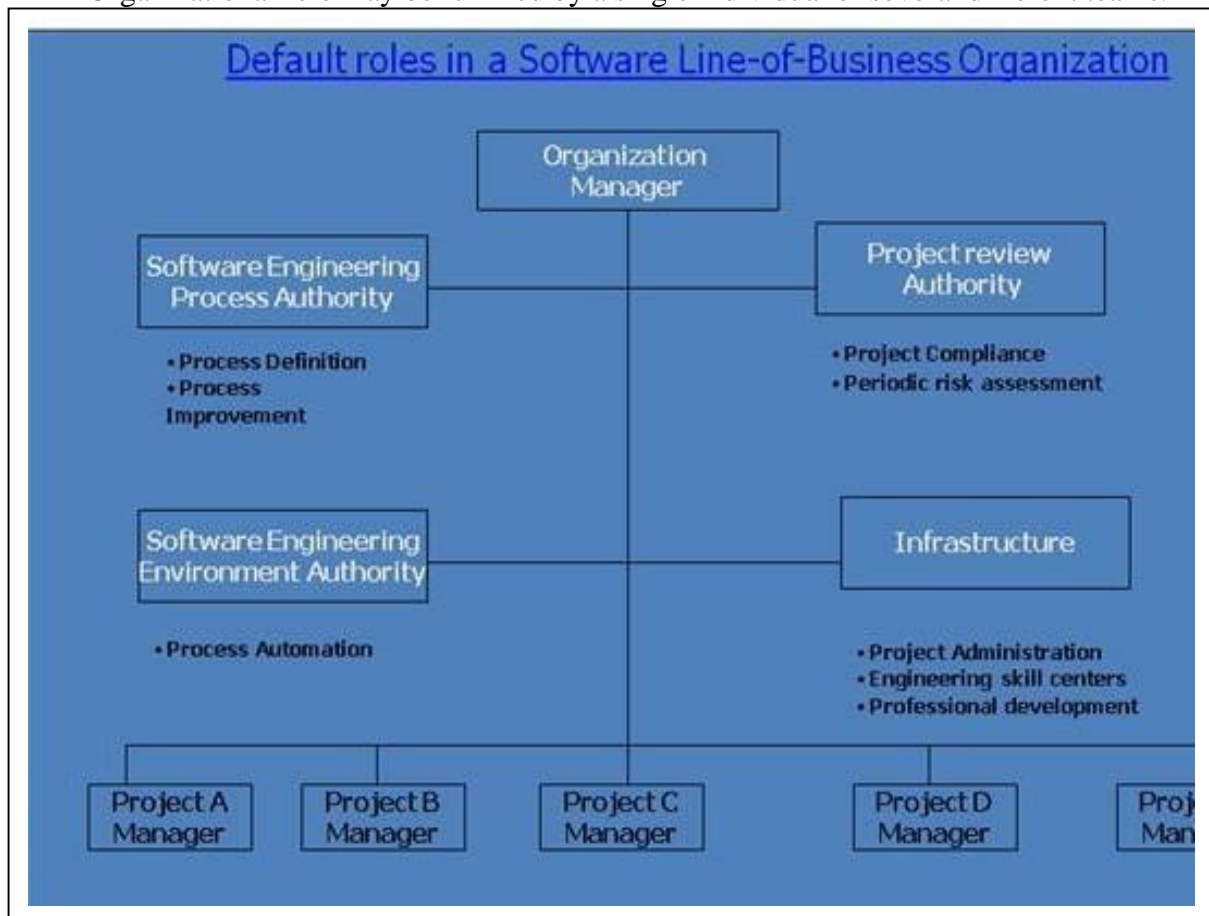 Default roles in a Software Line-of-Business Organization
Organization
Manager
Software Engineering
Process Authority
Project review
Authority
• Process Definition
• Process
Improvement
• Project Compliance
• Periodic risk assessment
Software Engineering
Environment Authority
Infrastructure
• Process Automation
• Project Administration
• Engineering skill centers
• Professional development
Project A
Manager
Project B
Manager
Project C
Manager
Project D
Manager
Proj
Man